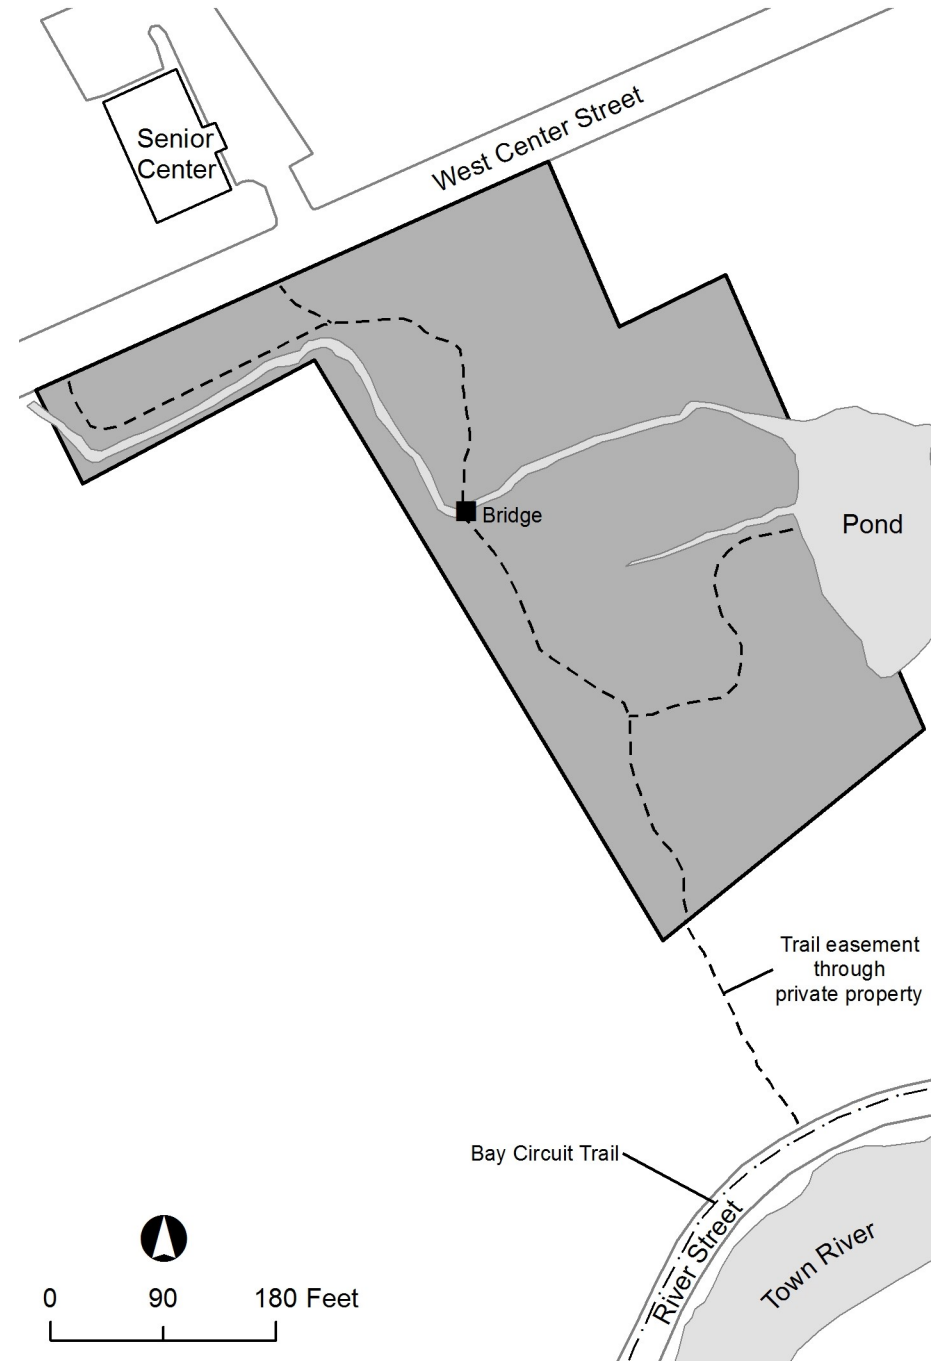 Senior
Center
West Center Street
Bridge
Pond
Trail easement
through
private property
Bay Circuit Trail
River Street
Town River
0 90 180 Feet